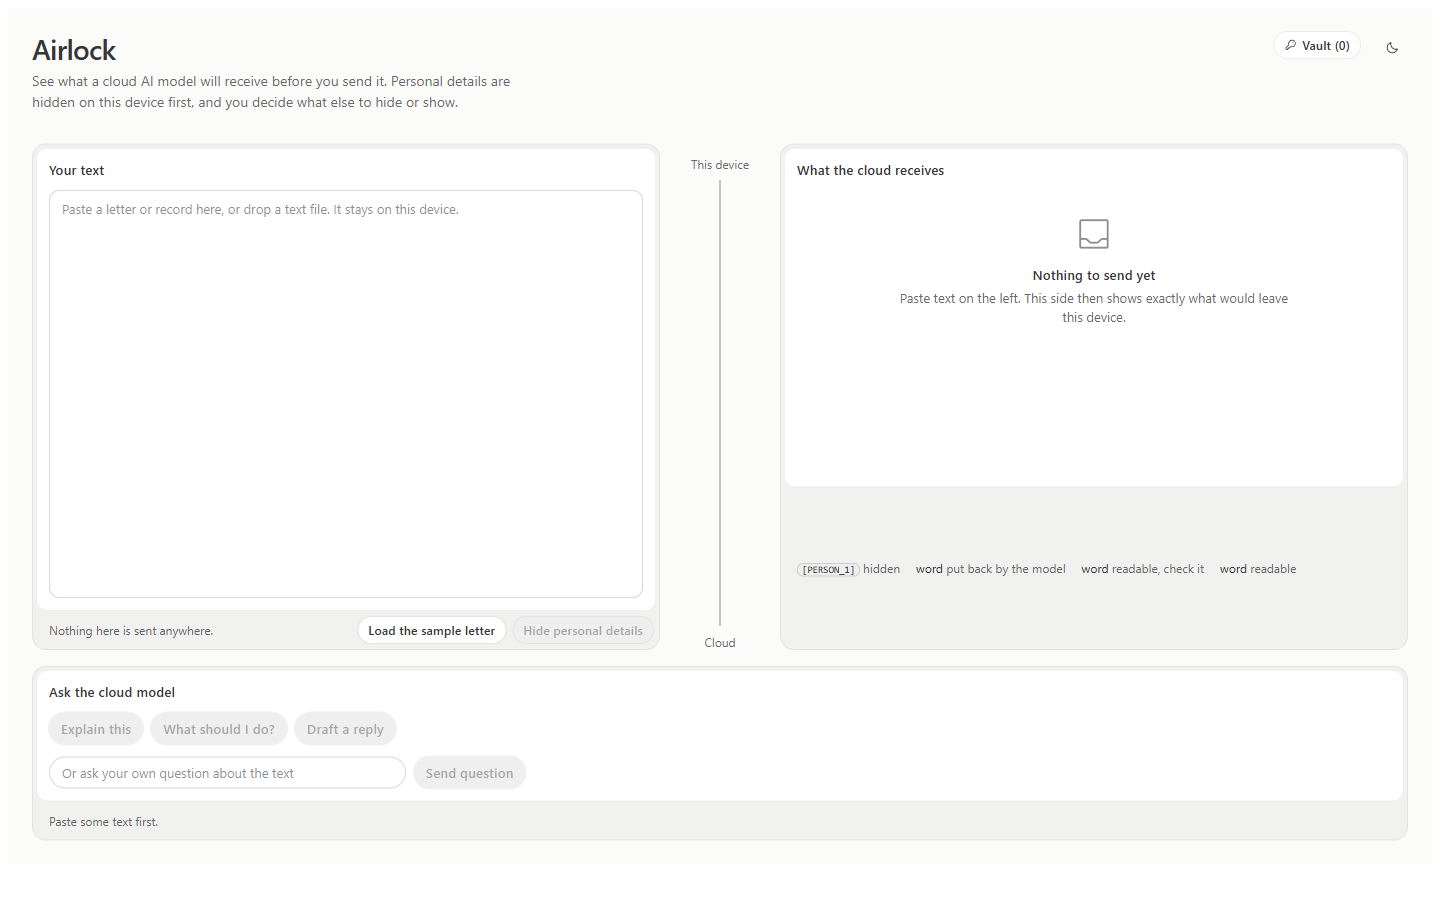 Airlock
Vault (0)
See what a cloud AI model will receive before you send it. Personal details are
hidden on this device first, and you decide what else to hide or show.
Your text
Paste a letter or record here, or drop a text file. It stays on this device.
Nothing here is sent anywhere.
Load the sample letter
Hide personal details
This device
Cloud
What the cloud receives
Nothing to send yet
Paste text on the left. This side then shows exactly what would leave
this device.
[PERSON_1] hidden word put back by the model word readable, check it word readable
Ask the cloud model
Explain this
What should I do?
Draft a reply
Or ask your own question about the text
Send question
Paste some text first.